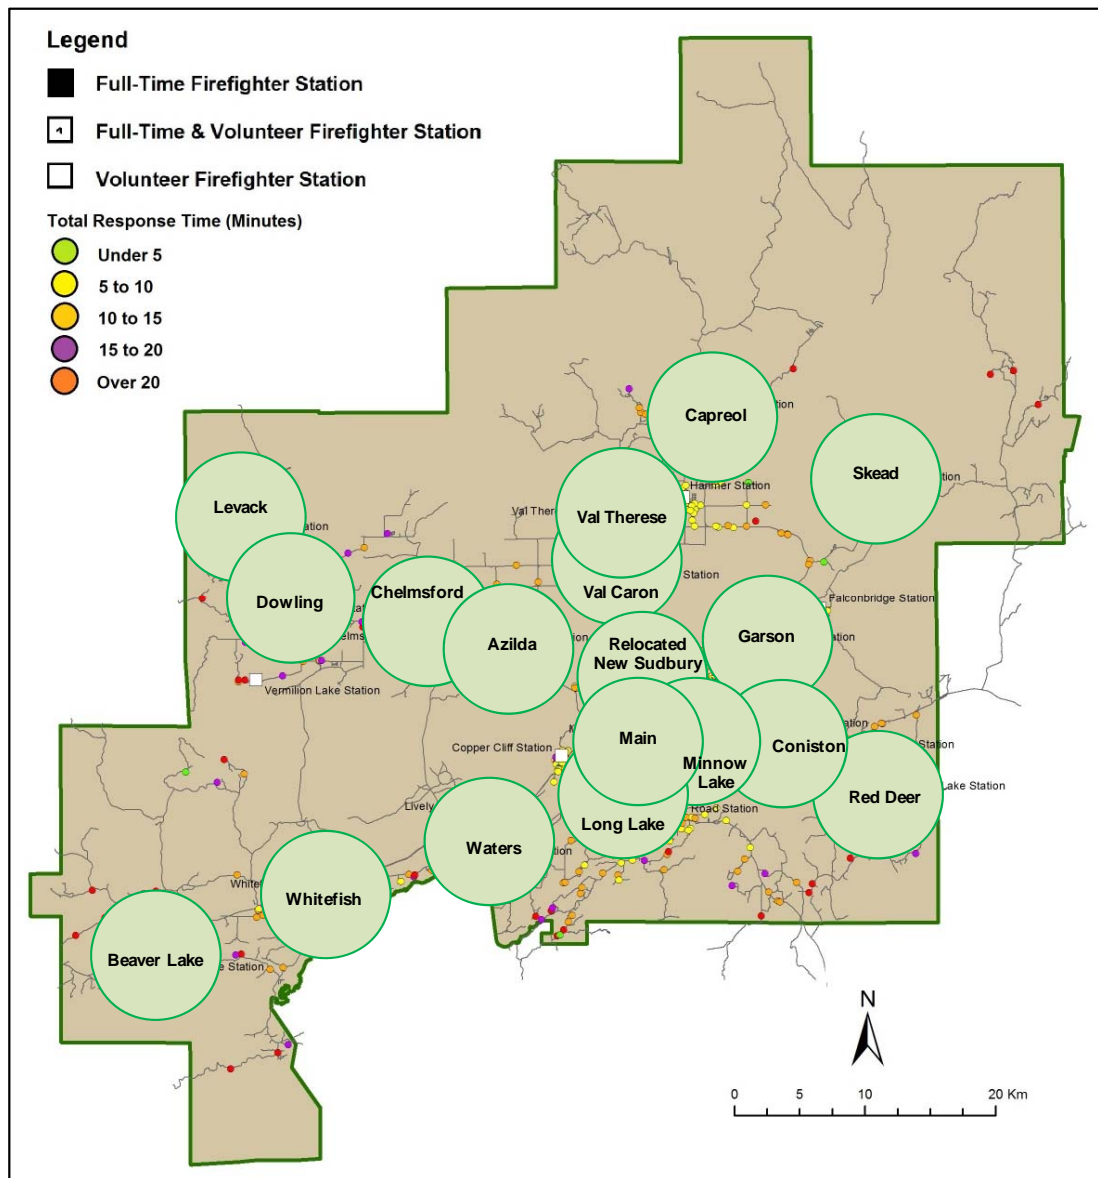 Legend
Full-Time Firefighter Station
Full-Time & Volunteer Firefighter Station
Volunteer Firefighter Station
Total Response Time (Minutes)
Under 5
5 to 10
10 to 15
15 to 20
Over 20
Capreol
Skead
Hanmer Station
Levack
Val Therese
Station
Dowling
Chelmsford
Val Caron
Falconbridge Station
Azilda
Relocated
New Sudbury
Garson
Vermilion Lake Station
Main
Copper Cliff Station
Minnow
Lake
Coniston
Station
Red Deer
Lake Station
Road Station
Long Lake
Waters
Whitefish
Beaver Lake
Station
N
0 5 10 20 Km